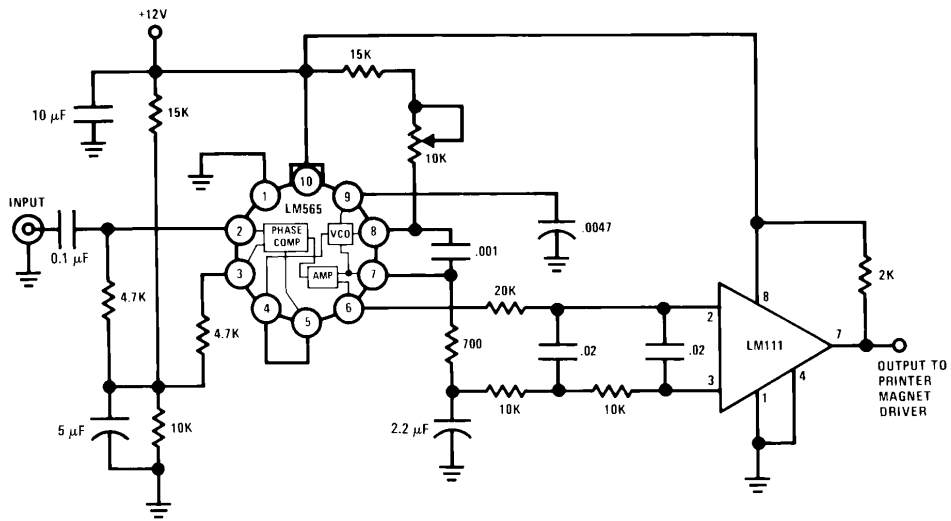 +12V
15K
10 µF
15K
10K
INPUT
0.1 µF
1
10
9
LM565
2
PHASE
COMP
VCO
8
.0047
.001
3
AMP
7
4
5
6
4.7K
4.7K
20K
2K
700
.02
.02
2
8
LM111
7
3
4
1
OUTPUT TO
PRINTER
MAGNET
DRIVER
5 µF
10K
2.2 µF
10K
10K